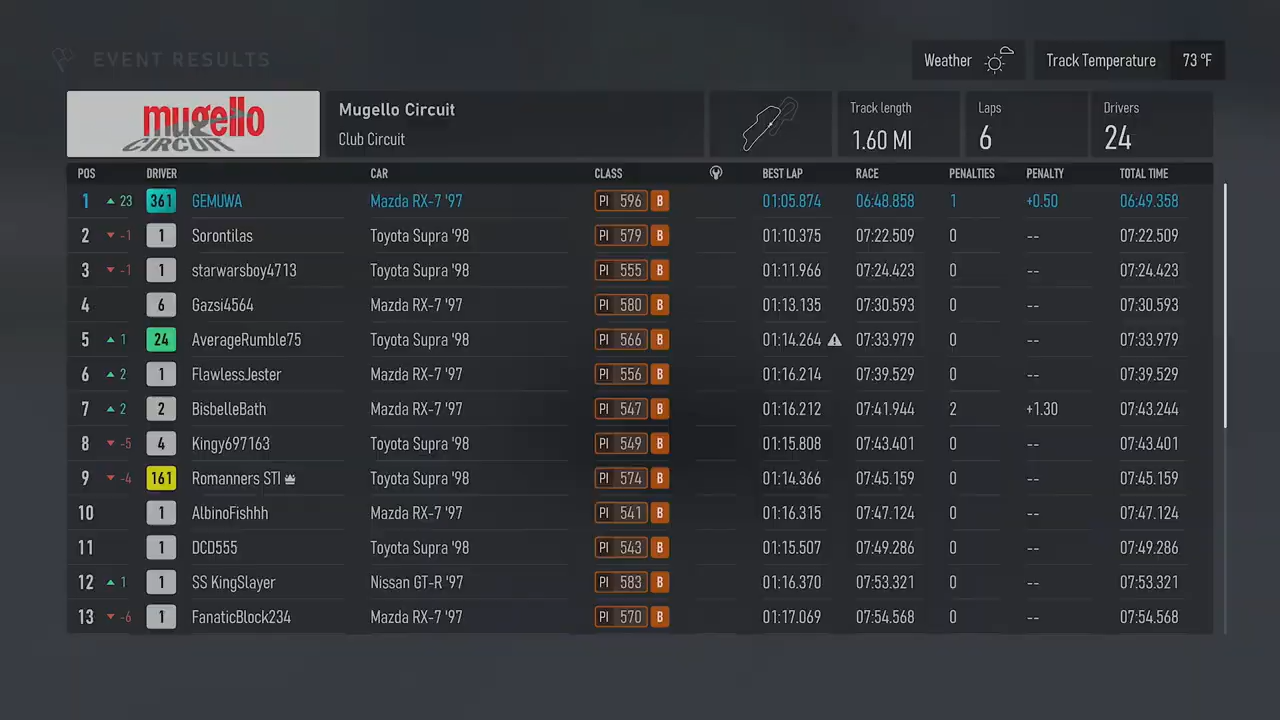 EVENT RESULTS
Weather
Track Temperature 73 °F
mugello
CIRCUIT
Mugello Circuit
Club Circuit
Track length
1.60 MI
Laps
6
Drivers
24
POS DRIVER CAR CLASS BEST LAP RACE PENALTIES PENALTY TOTAL TIME
1 23 361 GEMUWA Mazda RX-7 '97 PI 596 B 01:05.874 06:48.858 1 +0.50 06:49.358
2 -1 1 Sorontilas Toyota Supra '98 PI 579 B 01:10.375 07:22.509 0 -- 07:22.509
3 -1 1 starwarsboy4713 Toyota Supra '98 PI 555 B 01:11.966 07:24.423 0 -- 07:24.423
4 6 Gazsi4564 Mazda RX-7 '97 PI 580 B 01:13.135 07:30.593 0 -- 07:30.593
5 1 24 AverageRumble75 Toyota Supra '98 PI 566 B 01:14.264 07:33.979 0 -- 07:33.979
6 2 1 FlawlessJester Mazda RX-7 '97 PI 556 B 01:16.214 07:39.529 0 -- 07:39.529
7 2 2 BisbelleBath Mazda RX-7 '97 PI 547 B 01:16.212 07:41.944 2 +1.30 07:43.244
8 -5 4 Kingy697163 Toyota Supra '98 PI 549 B 01:15.808 07:43.401 0 -- 07:43.401
9 -4 161 Romanners STI Toyota Supra '98 PI 574 B 01:14.366 07:45.159 0 -- 07:45.159
10 1 AlbinoFishhh Mazda RX-7 '97 PI 541 B 01:16.315 07:47.124 0 -- 07:47.124
11 1 DCD555 Toyota Supra '98 PI 543 B 01:15.507 07:49.286 0 -- 07:49.286
12 1 1 SS KingSlayer Nissan GT-R '97 PI 583 B 01:16.370 07:53.321 0 -- 07:53.321
13 -6 1 FanaticBlock234 Mazda RX-7 '97 PI 570 B 01:17.069 07:54.568 0 -- 07:54.568